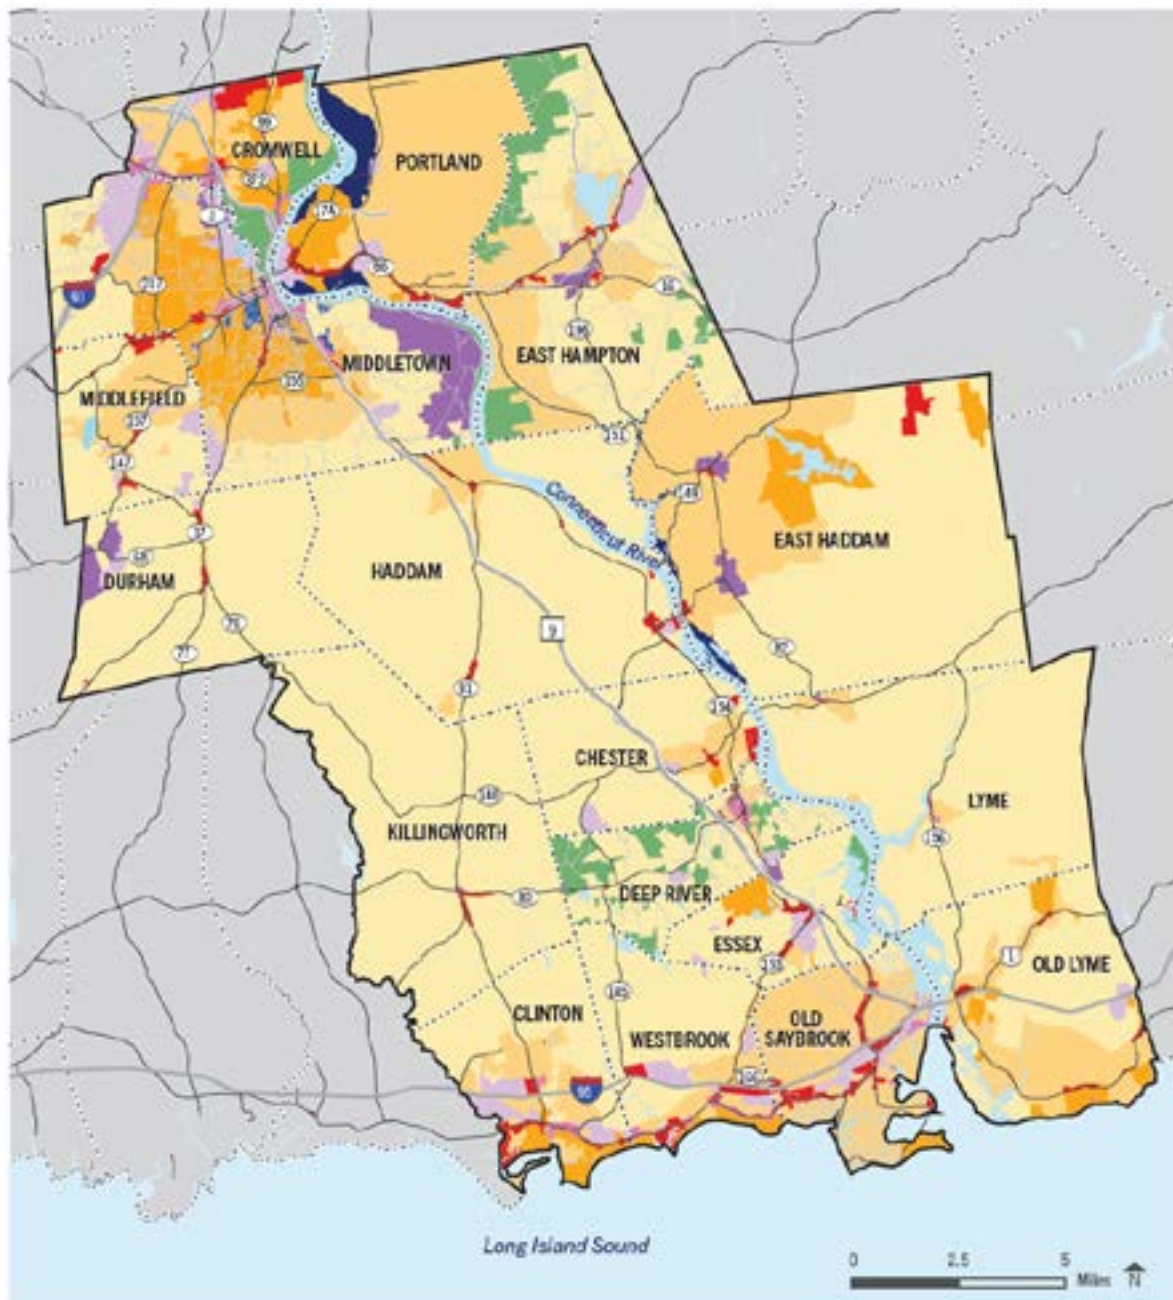 99
CROMWELL
PORTLAND
372
17A
3
66
16
91
217
196
MIDDLETOWN
EAST HAMPTON
155
MIDDLEFIELD
157
151
147
149
Connecticut River
17
68
EAST HADDAM
DURHAM
HADDAM
79
9
77
82
81
154
CHESTER
148
LYME
KILLINGWORTH
156
80
DEEP RIVER
ESSEX
1
OLD LYME
153
145
CLINTON
OLD
SAYBROOK
WESTBROOK
95
Long Island Sound
0 2.5 5
Miles N